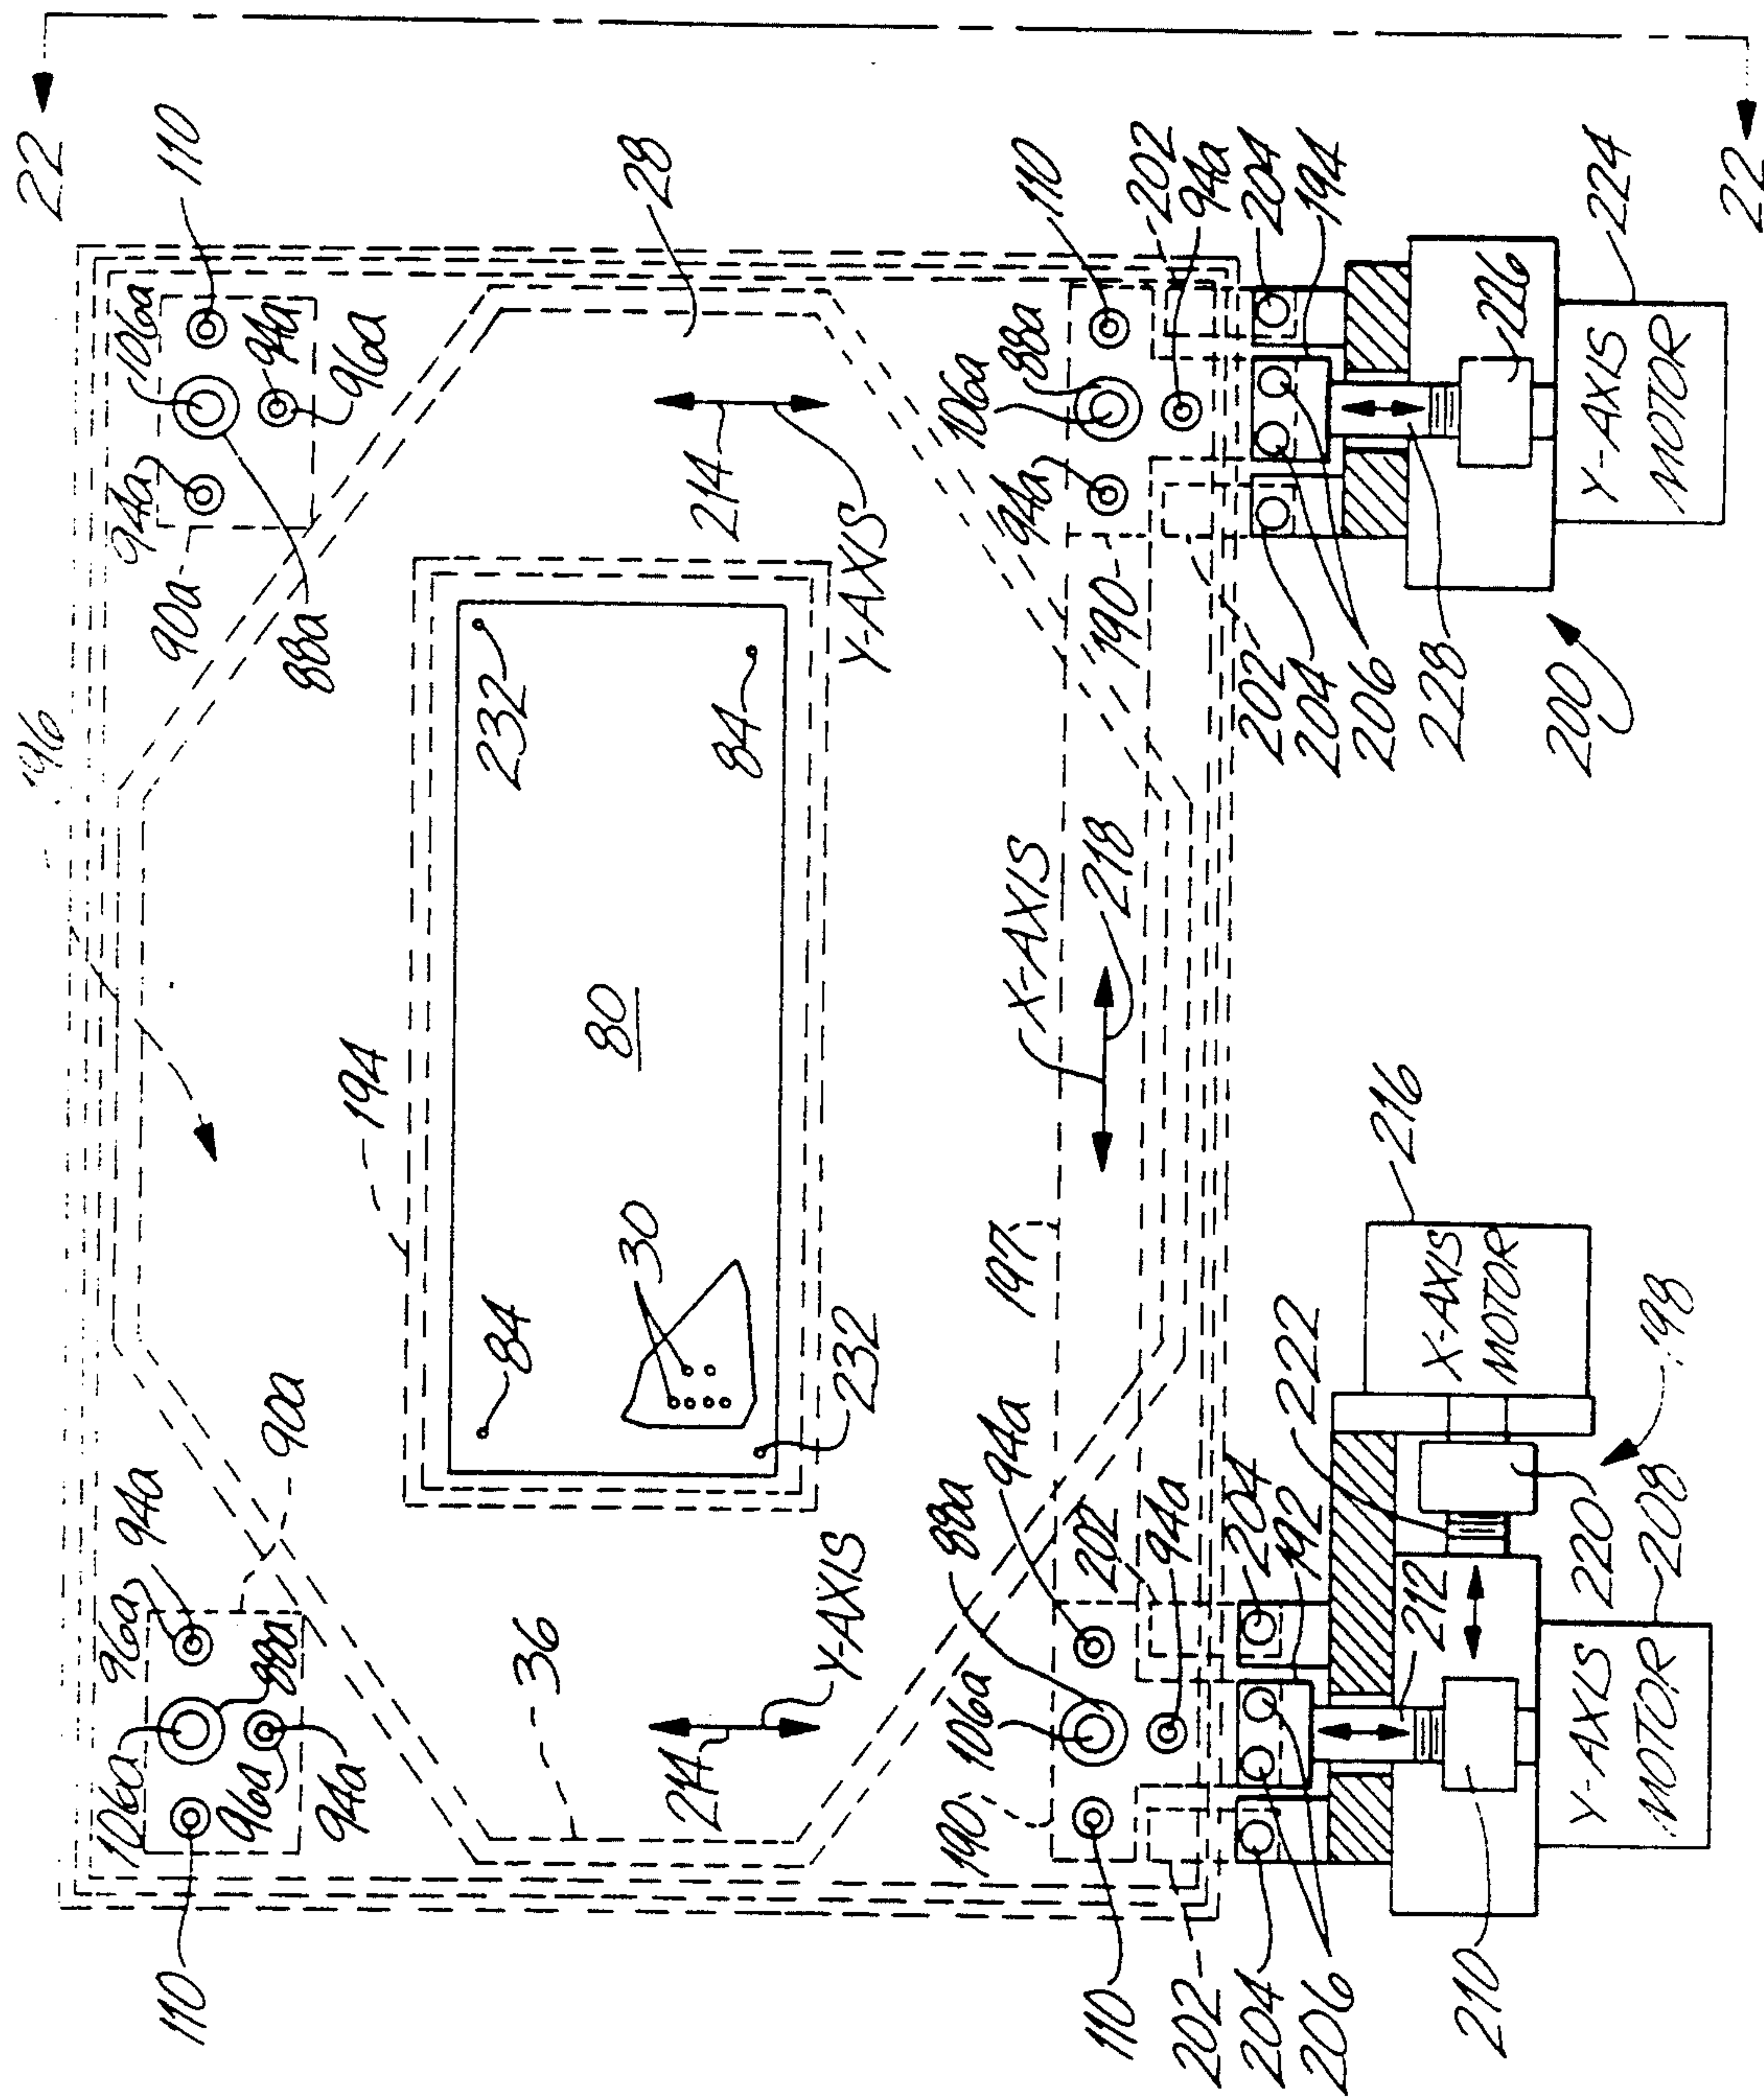 22
110
28
110
202
94a
204
194
224
22
106a
94a
96a
94a
90a
88a
214
Y-AXIS
106a
88a
94a
190
226
Y-AXIS
MOTOR
202
204
206
228
200
196
232
84
80
194
30
84
232
X-AXIS
218
197
216
X-AXIS
MOTOR
198
222
90a
94a
96a
106a
88a
96a
94a
110
36
214
Y-AXIS
88a
94a
202
94a
204
192
106a
190
110
202
204
206
212
220
208
Y-AXIS
MOTOR
210